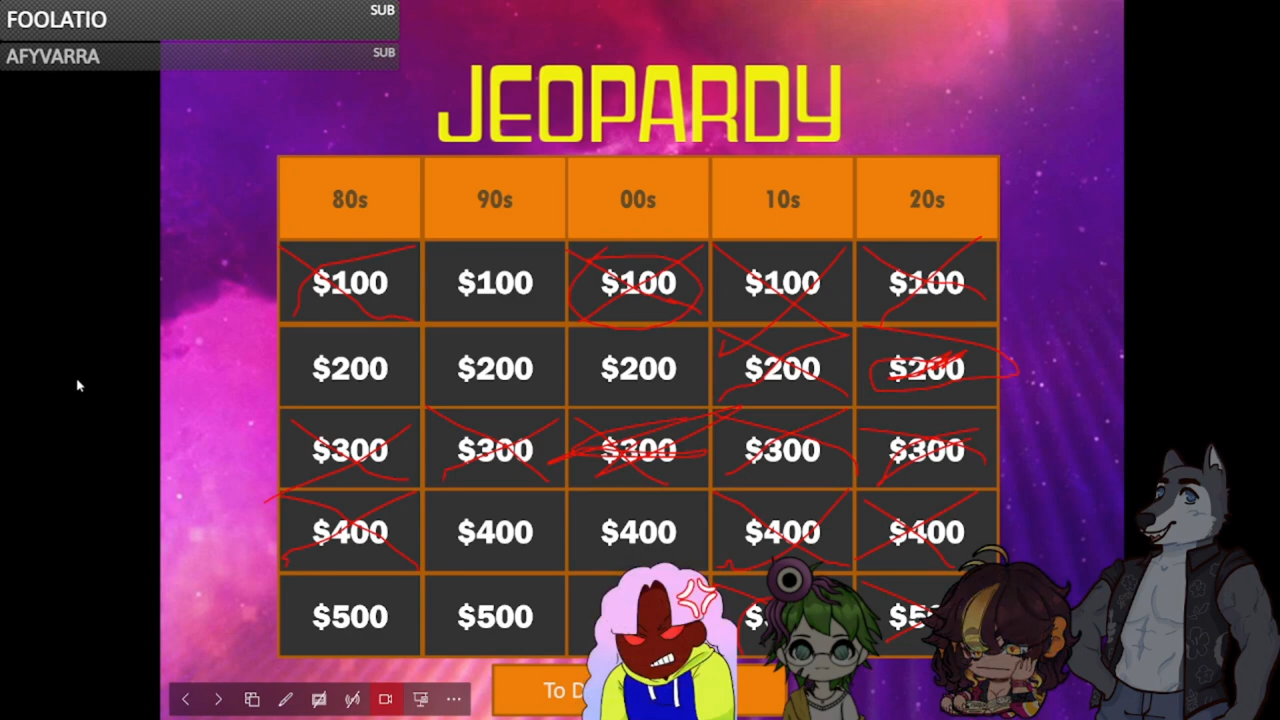 FOOLATIO SUB
AFYVARRA SUB
JEOPARDY
80s 90s 00s 10s 20s
$100 $100 $100 $100 $100
$200 $200 $200 $200 $200
$300 $300 $300 $300 $300
$400 $400 $400 $400 $400
$500 $500
To